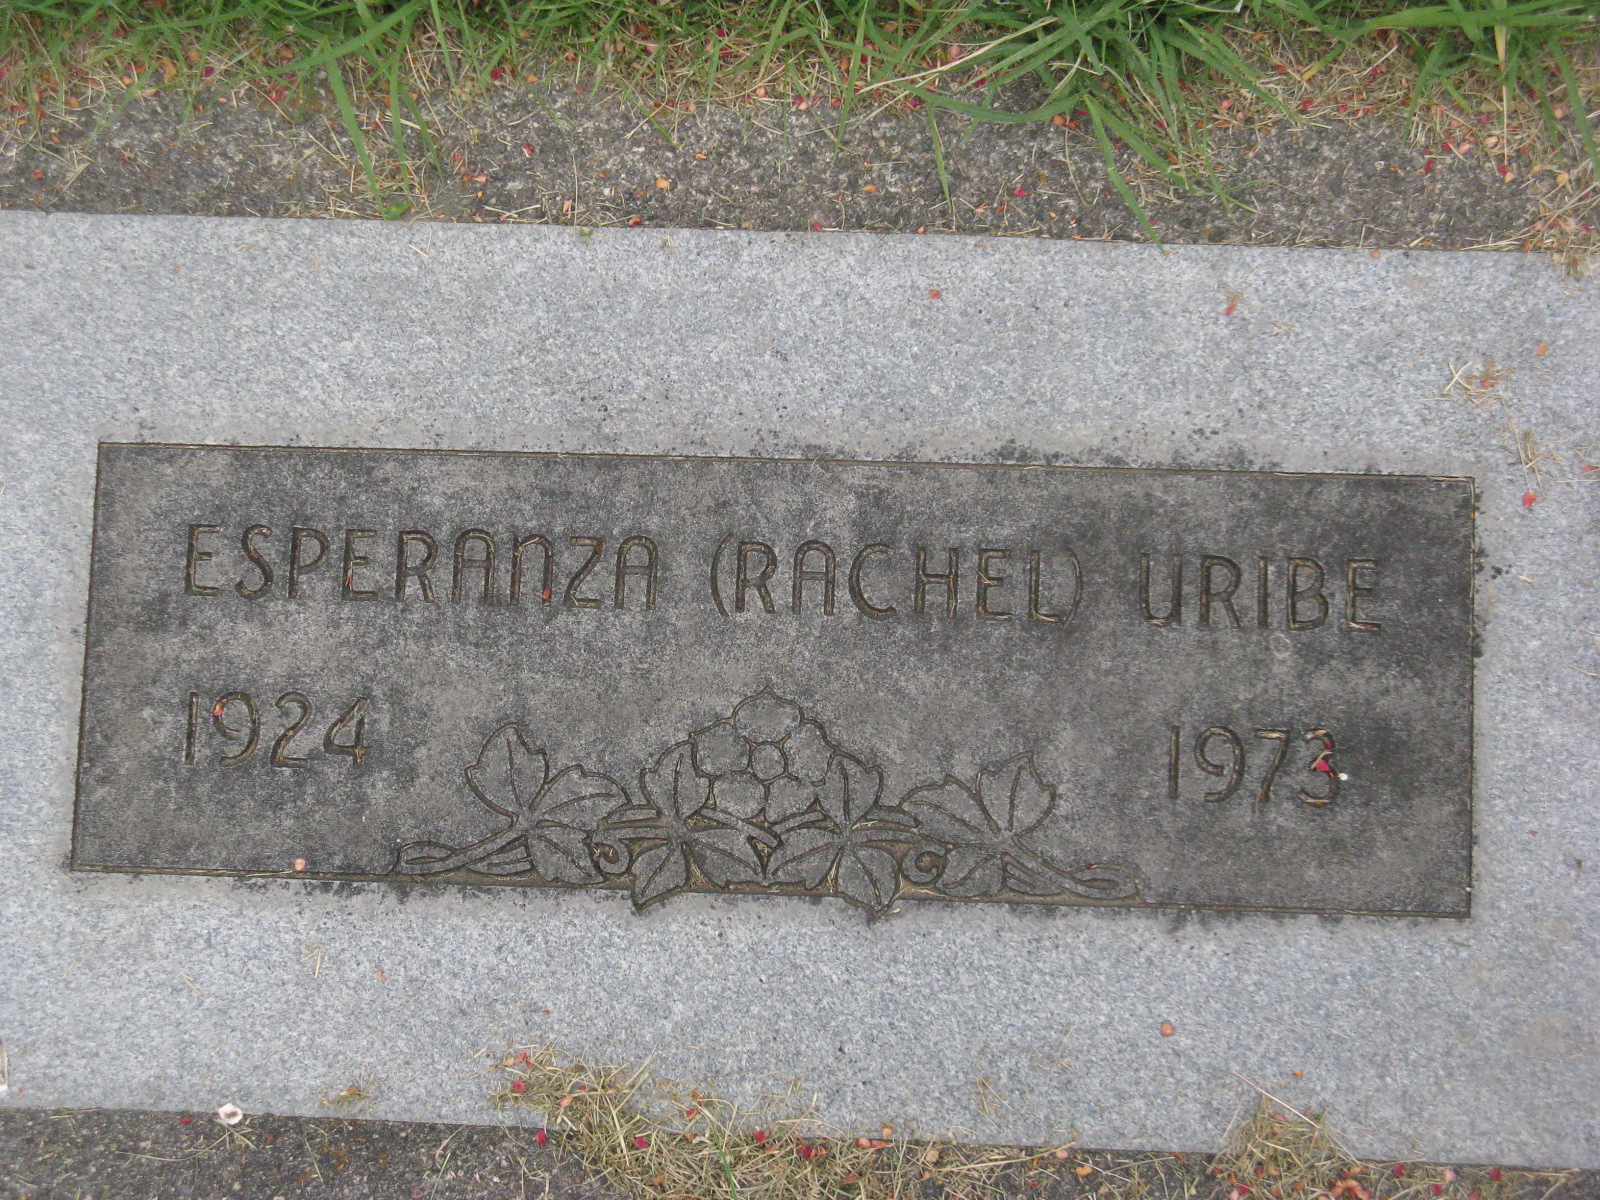 ESPERANZA (RACHEL) URIBE
1924 1973